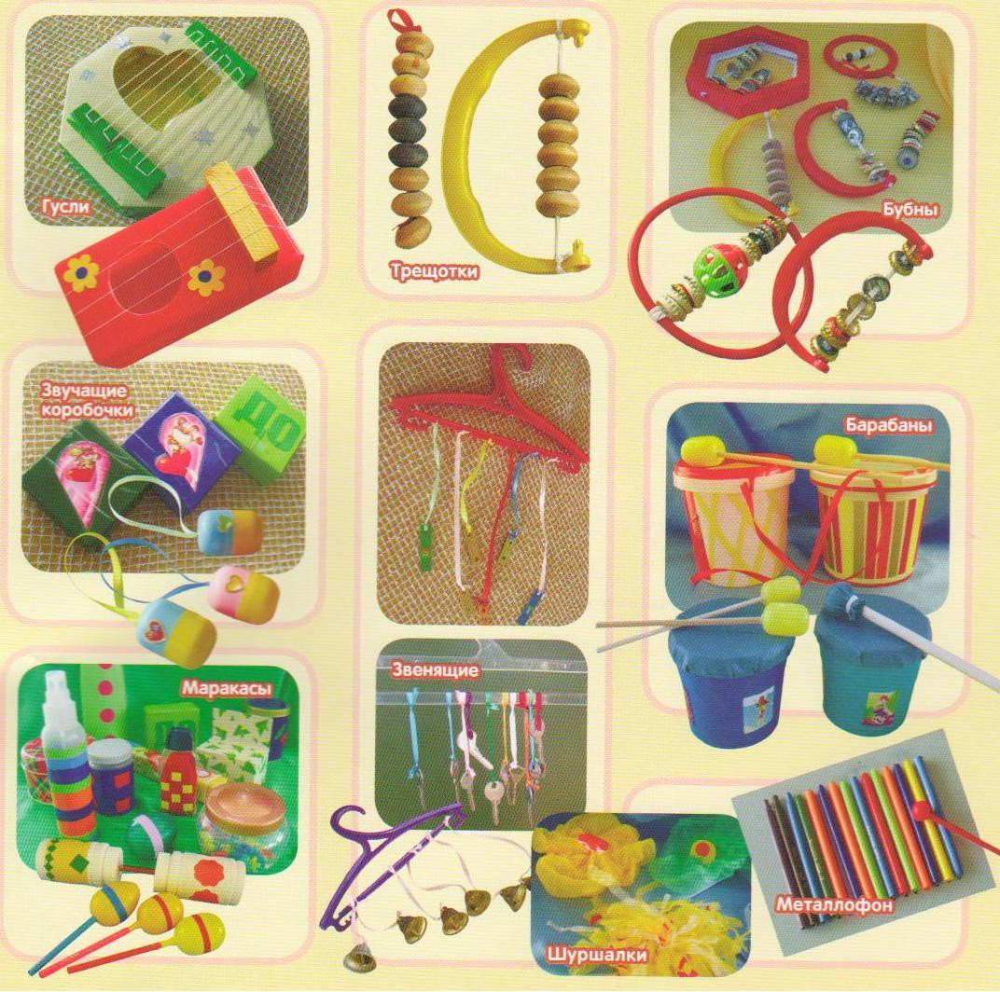 Гусли
Трещотки
Бубны
Звучащие
коробочки
ДО
Барабаны
Звенящие
Маракасы
ДО
Шуршалки
Металлофон